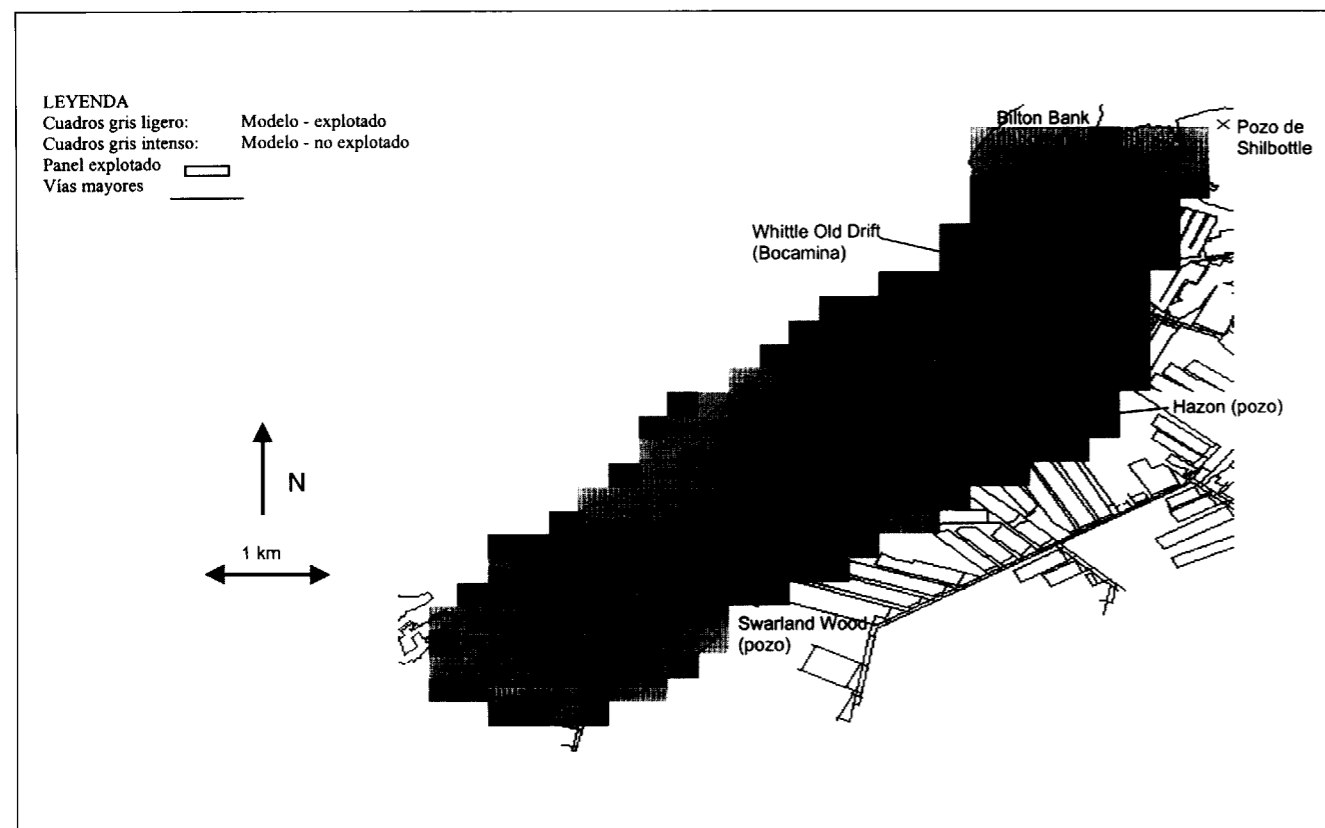 LEYENDA
Cuadros gris ligero: Modelo - explotado
Cuadros gris intenso: Modelo - no explotado
Panel explotado
Vías mayores
Bilton Bank
Pozo de
Shilbottle
Whittle Old Drift
(Bocamina)
Hazon (pozo)
N
1 km
Swarland Wood
(pozo)